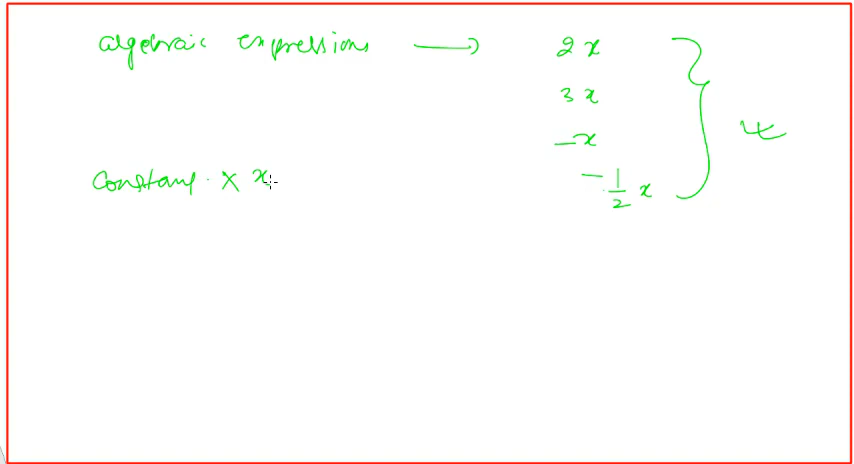 algebraic expressions → 2x
3x
-x
constant × x
-1/2 x